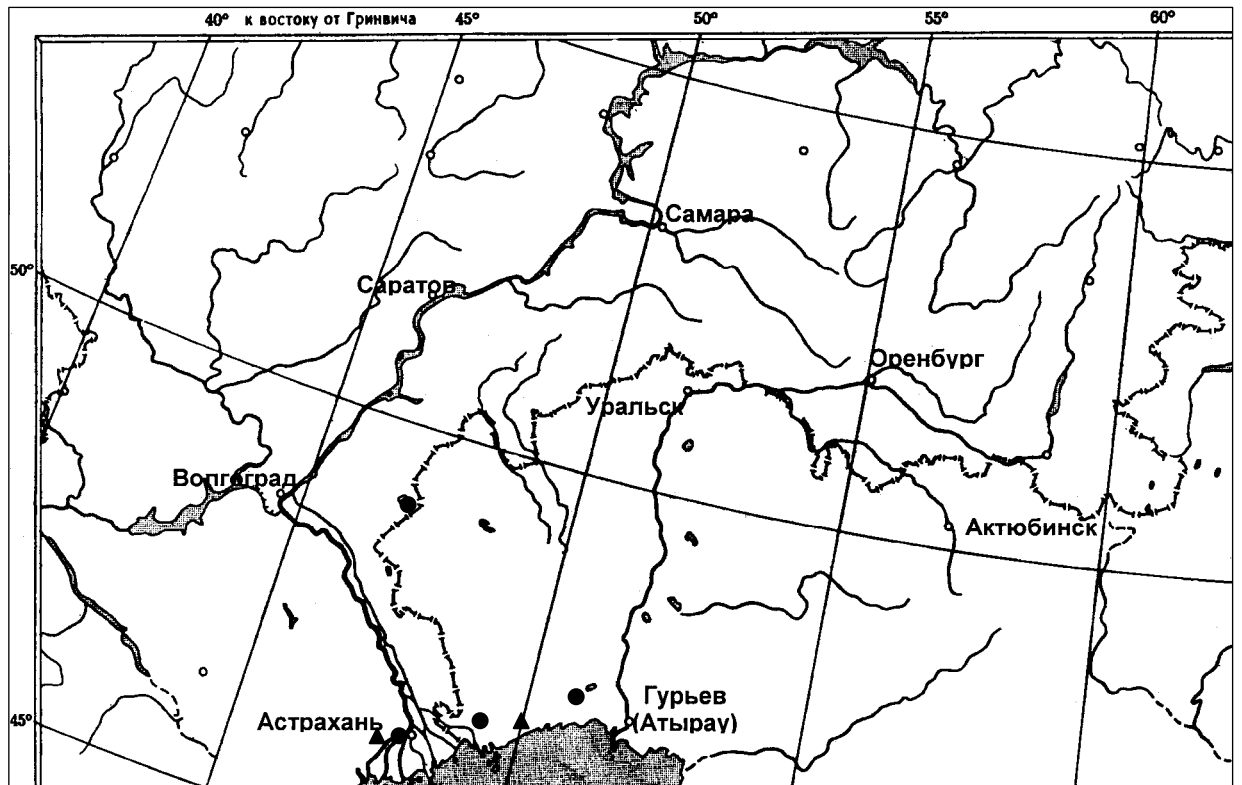 40° к востоку от Гринвича 45° 50° 55° 60°
Самара
50°
Саратов
Оренбург
Уральск
Волгоград
Актюбинск
Гурьев
(Атырау)
Астрахань
45°